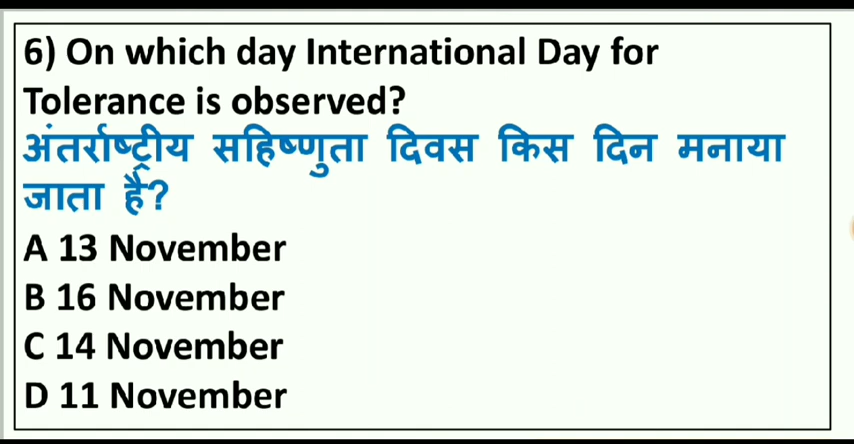 6) On which day International Day for
Tolerance is observed?
अंतर्राष्ट्रीय सहिष्णुता दिवस किस दिन मनाया
जाता है?
A 13 November
B 16 November
C 14 November
D 11 November